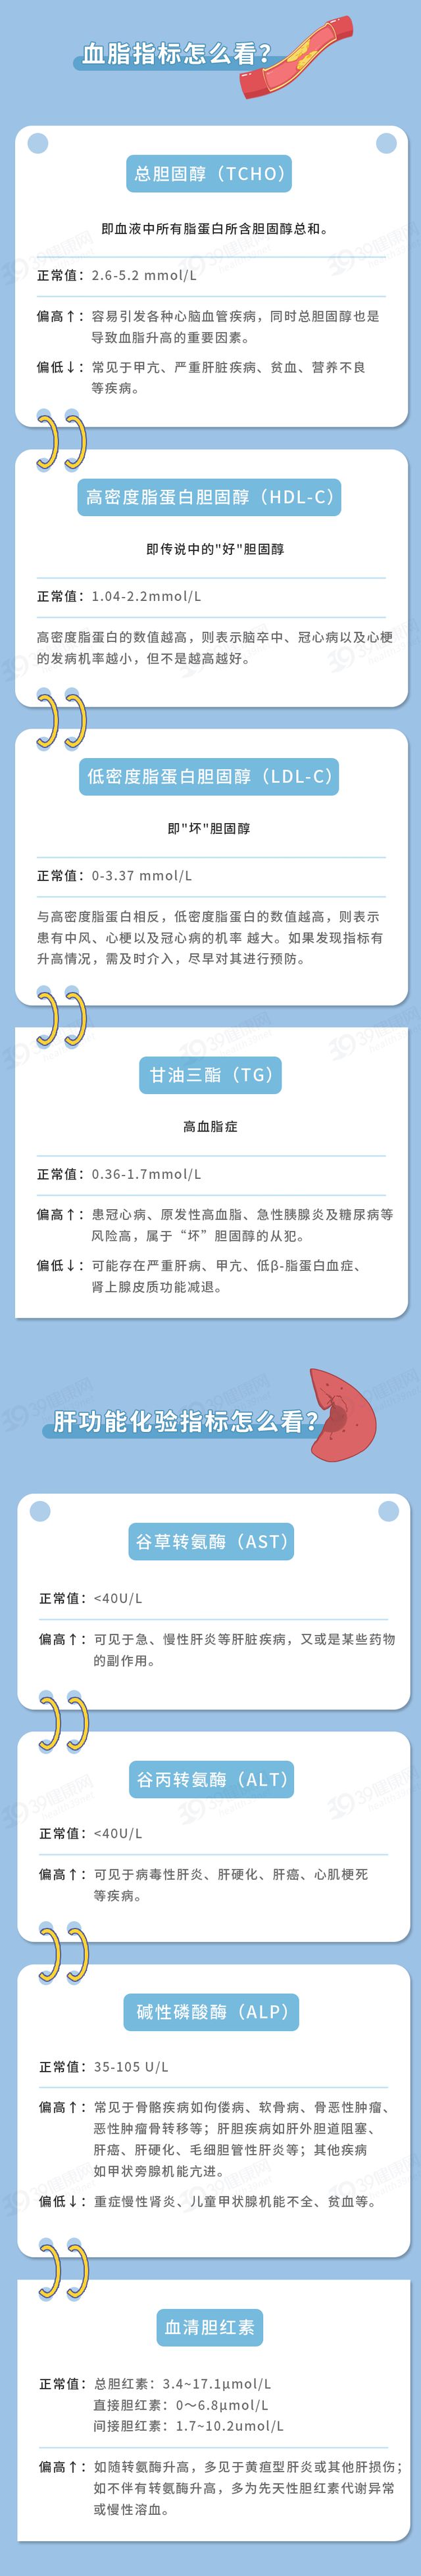 血脂指标怎么看?
总胆固醇（TCHO）
即血液中所有脂蛋白所含胆固醇总和。
正常值：2.6-5.2 mmol/L
偏高↑：容易引发各种心脑血管疾病，同时总胆固醇也是
导致血脂升高的重要因素。
偏低↓：常见于甲亢、严重肝脏疾病、贫血、营养不良
等疾病。
高密度脂蛋白胆固醇（HDL-C）
即传说中的"好"胆固醇
正常值：1.04-2.2mmol/L
高密度脂蛋白的数值越高，则表示脑卒中、冠心病以及心梗
的发病机率越小，但不是越高越好。
低密度脂蛋白胆固醇（LDL-C）
即"坏"胆固醇
正常值：0-3.37 mmol/L
与高密度脂蛋白相反，低密度脂蛋白的数值越高，则表示
患有中风、心梗以及冠心病的机率 越大。如果发现指标有
升高情况，需及时介入，尽早对其进行预防。
甘油三酯（TG）
高血脂症
正常值：0.36-1.7mmol/L
偏高↑：患冠心病、原发性高血脂、急性胰腺炎及糖尿病等
风险高，属于“坏”胆固醇的从犯。
偏低↓：可能存在严重肝病、甲亢、低β-脂蛋白血症、
肾上腺皮质功能减退。
肝功能化验指标怎么看?
谷草转氨酶（AST）
正常值：<40U/L
偏高↑：可见于急、慢性肝炎等肝脏疾病，又或是某些药物
的副作用。
谷丙转氨酶（ALT）
正常值：<40U/L
偏高↑：可见于病毒性肝炎、肝硬化、肝癌、心肌梗死
等疾病。
碱性磷酸酶（ALP）
正常值：35-105 U/L
偏高↑：常见于骨骼疾病如佝偻病、软骨病、骨恶性肿瘤、
恶性肿瘤骨转移等；肝胆疾病如肝外胆道阻塞、
肝癌、肝硬化、毛细胆管性肝炎等；其他疾病
如甲状旁腺机能亢进。
偏低↓：重症慢性肾炎、儿童甲状腺机能不全、贫血等。
血清胆红素
正常值：总胆红素：3.4~17.1μmol/L
直接胆红素：0～6.8μmol/L
间接胆红素：1.7~10.2umol/L
偏高↑：如随转氨酶升高，多见于黄疸型肝炎或其他肝损伤；
如不伴有转氨酶升高，多为先天性胆红素代谢异常
或慢性溶血。
39健康网